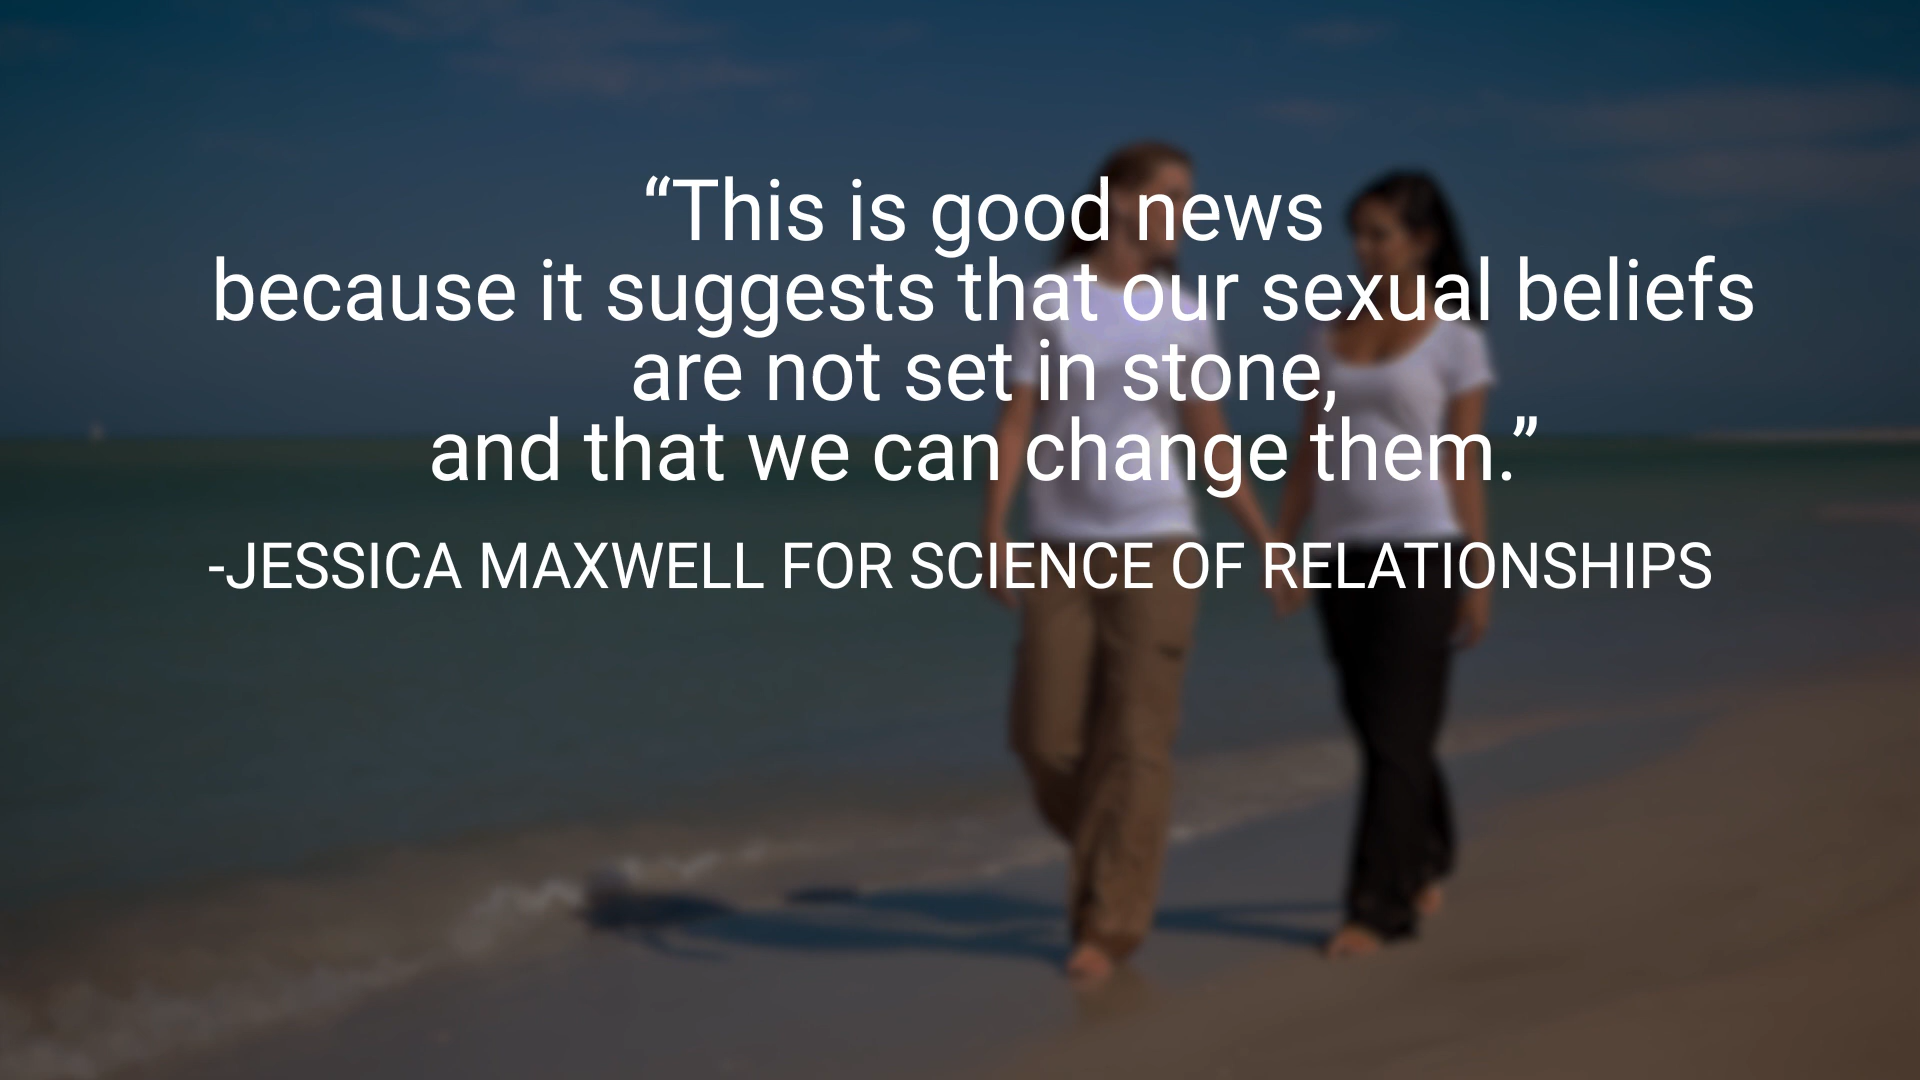 “This is good news
because it suggests that our sexual beliefs
are not set in stone,
and that we can change them.”
-JESSICA MAXWELL FOR SCIENCE OF RELATIONSHIPS